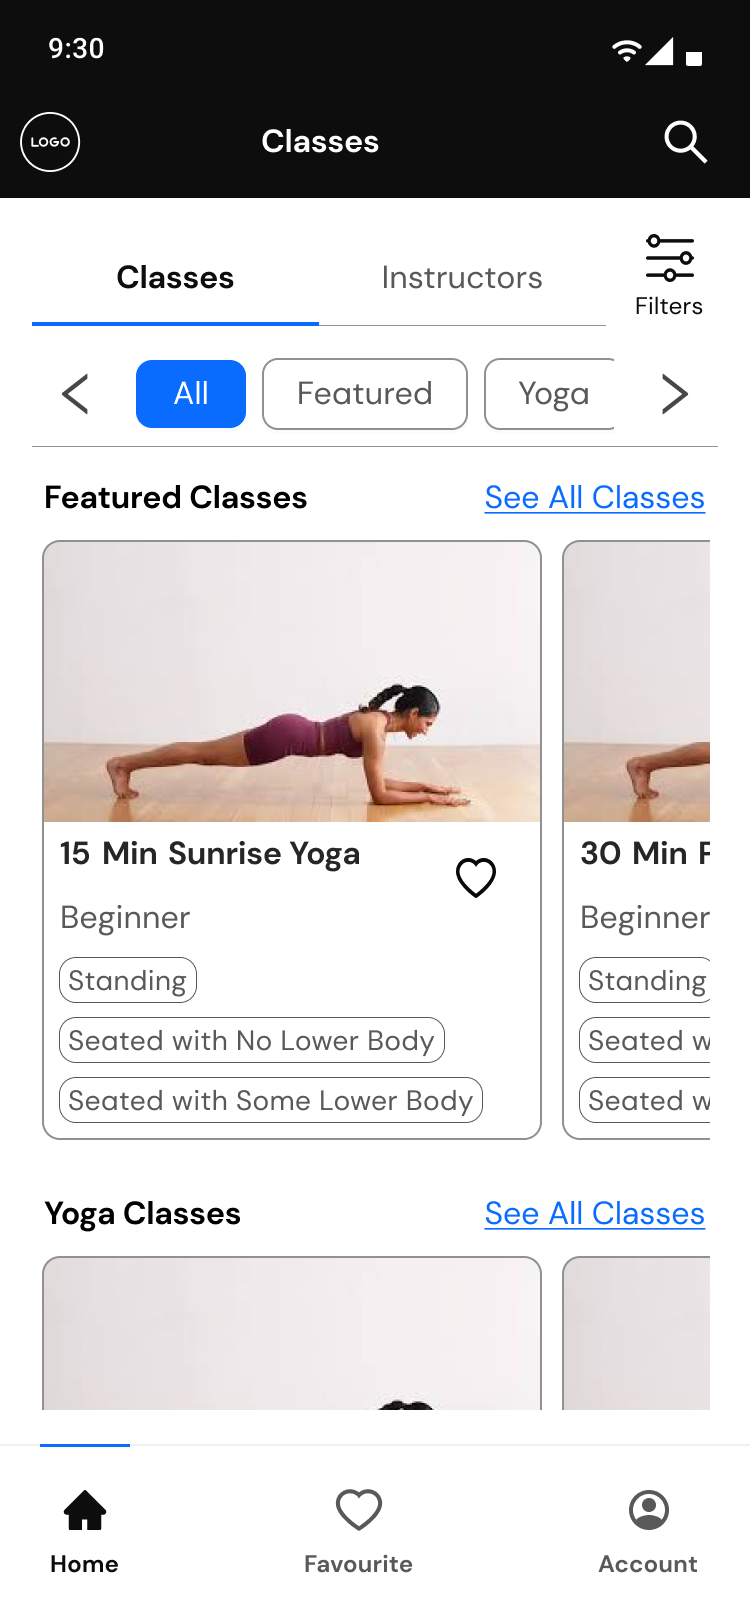 9:30
LOGO
Classes
Classes
Instructors
Filters
All
Featured
Yoga
Featured Classes
See All Classes
15 Min Sunrise Yoga
30 Min F
Beginner
Beginner
Standing
Standing
Seated with No Lower Body
Seated w
Seated with Some Lower Body
Seated w
Yoga Classes
See All Classes
Home
Favourite
Account